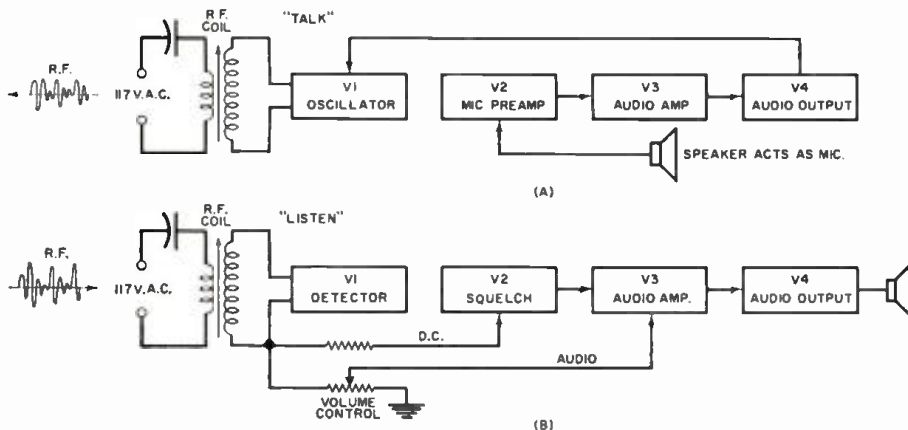 R.F.
COIL
"TALK"
R.F.
117 V.A.C.
V1
OSCILLATOR
V2
MIC PREAMP
V3
AUDIO AMP
V4
AUDIO OUTPUT
SPEAKER ACTS AS MIC.
(A)
R.F.
COIL
"LISTEN"
R.F.
117 V.A.C.
V1
DETECTOR
V2
SQUELCH
V3
AUDIO AMP.
V4
AUDIO OUTPUT
D.C.
AUDIO
VOLUME
CONTROL
(B)